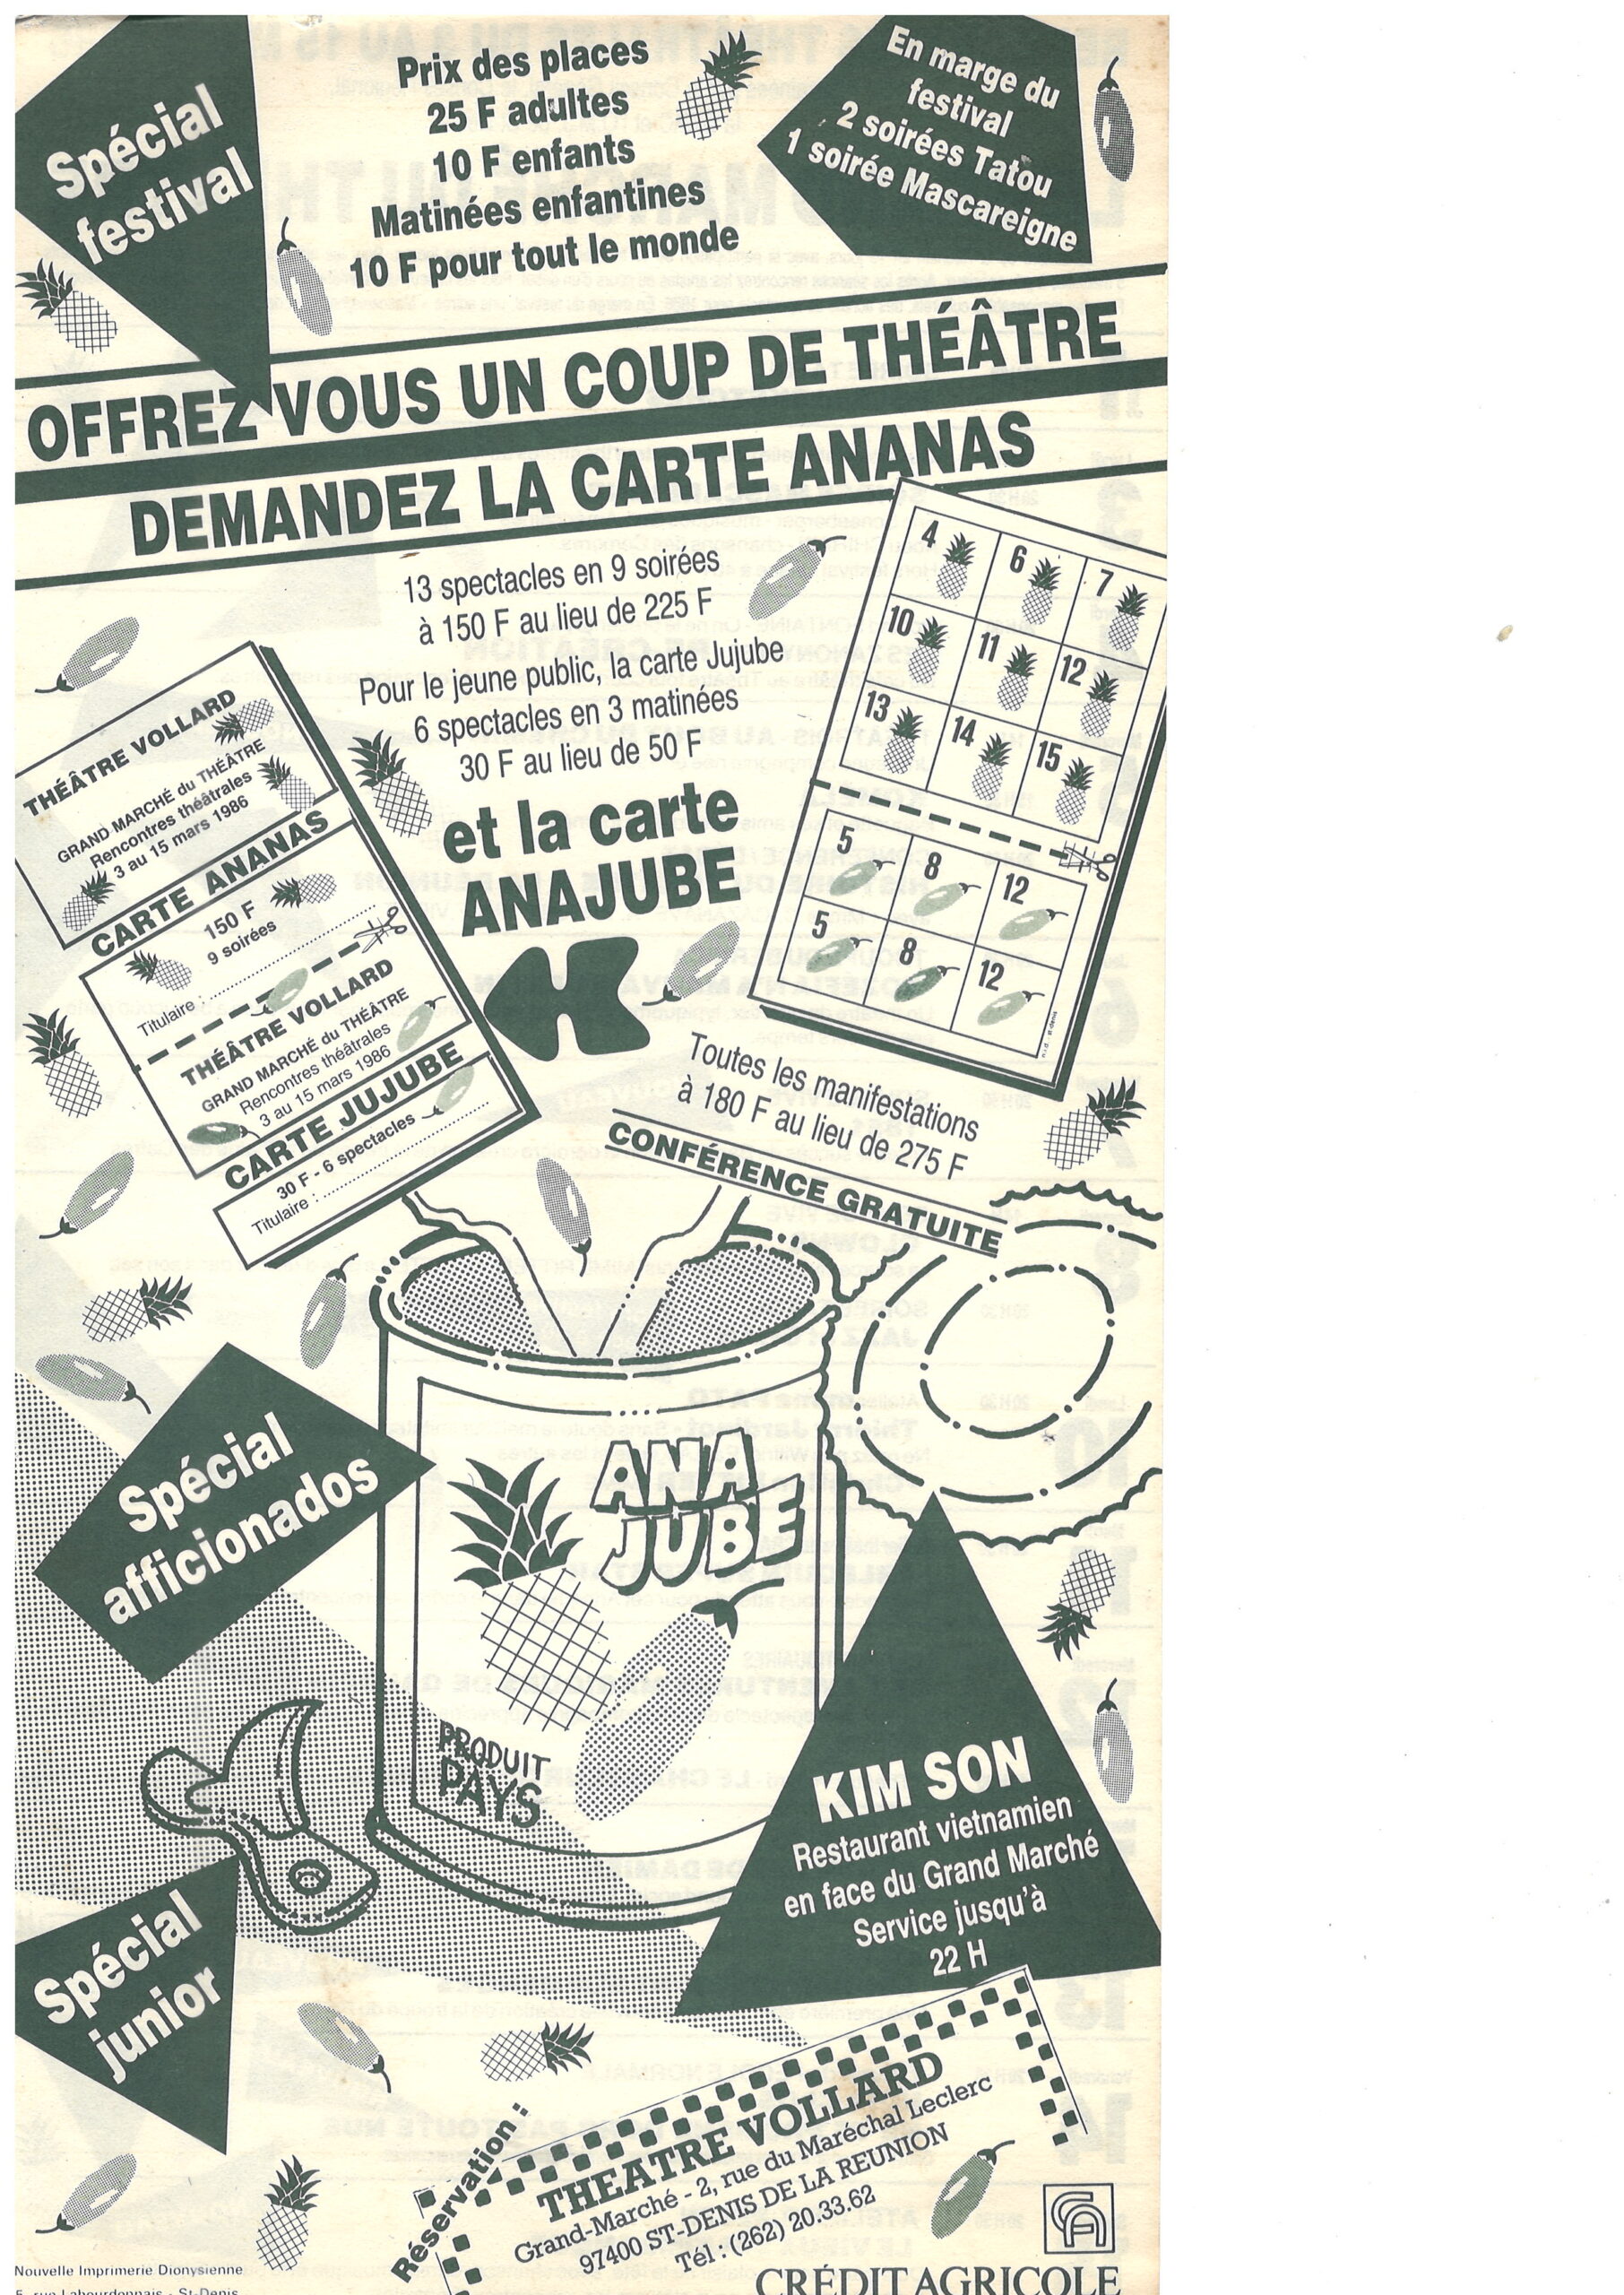 Spécial
festival
Prix des places
25 F adultes
10 F enfants
Matinées enfantines
10 F pour tout le monde
En marge du
festival
2 soirées Tatou
1 soirée Mascareigne
OFFREZ VOUS UN COUP DE THÉÂTRE
DEMANDEZ LA CARTE ANANAS
13 spectacles en 9 soirées
à 150 F au lieu de 225 F
Pour le jeune public, la carte Jujube
6 spectacles en 3 matinées
30 F au lieu de 50 F
et la carte
ANAJUBE
4 6 7
10 11 12
13 14 15
5 8 12
5 8 12
THÉÂTRE VOLLARD
GRAND MARCHÉ du THÉÂTRE
Rencontres théâtrales
3 au 15 mars 1986
CARTE ANANAS
150 F
9 soirées
Titulaire :
THÉÂTRE VOLLARD
GRAND MARCHÉ du THÉÂTRE
Rencontres théâtrales
3 au 15 mars 1986
CARTE JUJUBE
30 F - 6 spectacles
Titulaire :
Toutes les manifestations
à 180 F au lieu de 275 F
CONFÉRENCE GRATUITE
Spécial
afficionados
ANA
JUBE
PRODUIT
PAYS
KIM SON
Restaurant vietnamien
en face du Grand Marché
Service jusqu'à
22 H
Spécial
junior
Réservation :
THEATRE VOLLARD
Grand-Marché - 2, rue du Maréchal Leclerc
97400 ST-DENIS DE LA REUNION
Tél : (262) 20.33.62
CA
CRÉDIT AGRICOLE
Nouvelle Imprimerie Dionysienne
5, rue Labourdonnais - St-Denis